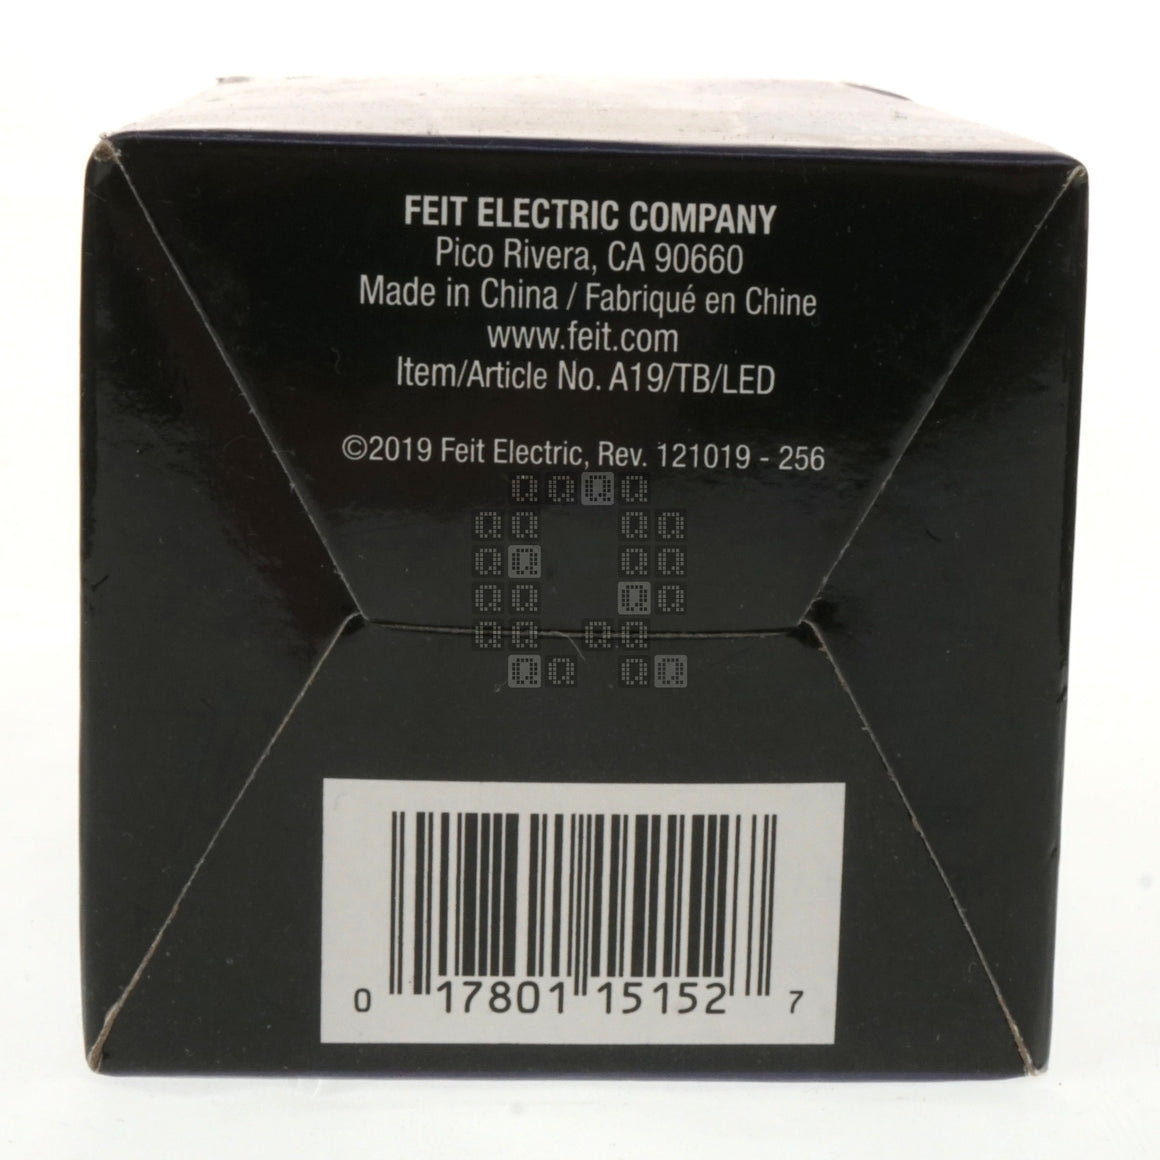 FEIT ELECTRIC COMPANY
Pico Rivera, CA 90660
Made in China / Fabriqué en Chine
www.feit.com
Item/Article No. A19/TB/LED
©2019 Feit Electric, Rev. 121019 - 256
0 17801 15152 7